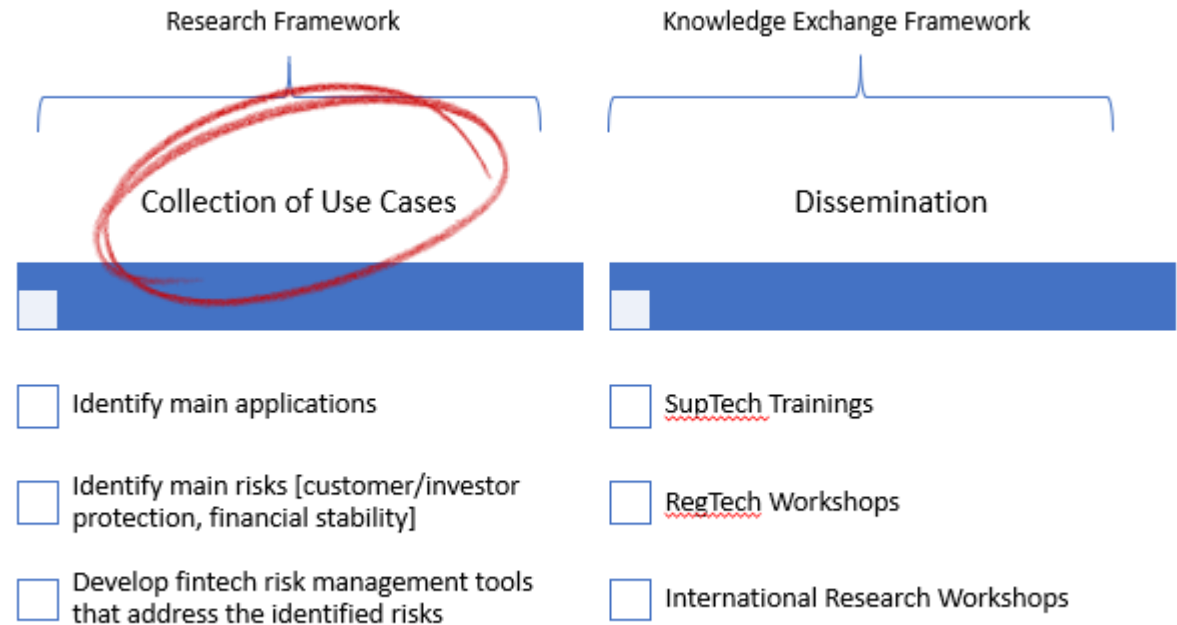 Research Framework
Knowledge Exchange Framework
Collection of Use Cases
Dissemination
Identify main applications
Identify main risks [customer/investor
protection, financial stability]
Develop fintech risk management tools
that address the identified risks
SupTech Trainings
RegTech Workshops
International Research Workshops